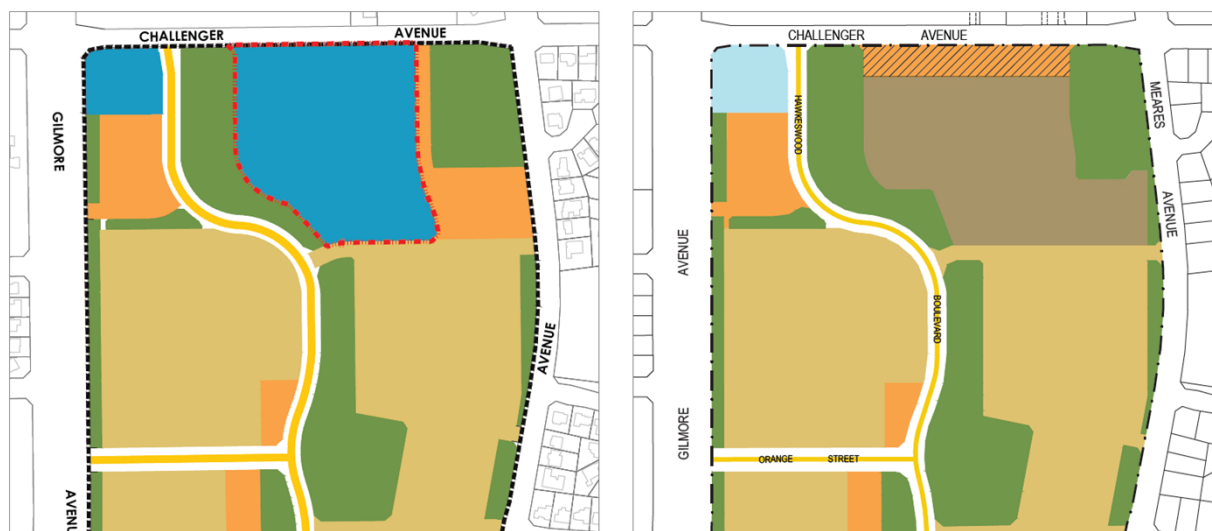 CHALLENGER AVENUE
GILMORE
AVENUE
AVENUE
CHALLENGER AVENUE
HAWKESWOOD
MEARES
AVENUE
AVENUE
BOULEVARD
GILMORE
ORANGE STREET